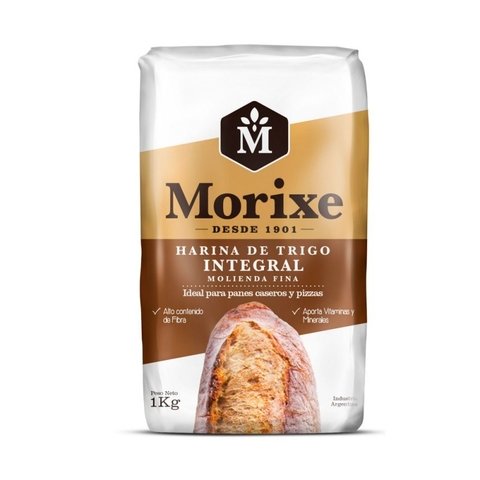 M
Morixe
DESDE 1901
HARINA DE TRIGO
INTEGRAL
MOLIENDA FINA
Ideal para panes caseros y pizzas
✓ Alto contenido
de Fibra
✓ Aporta Vitaminas y
Minerales
Peso Neto
1Kg
Industria
Argentina